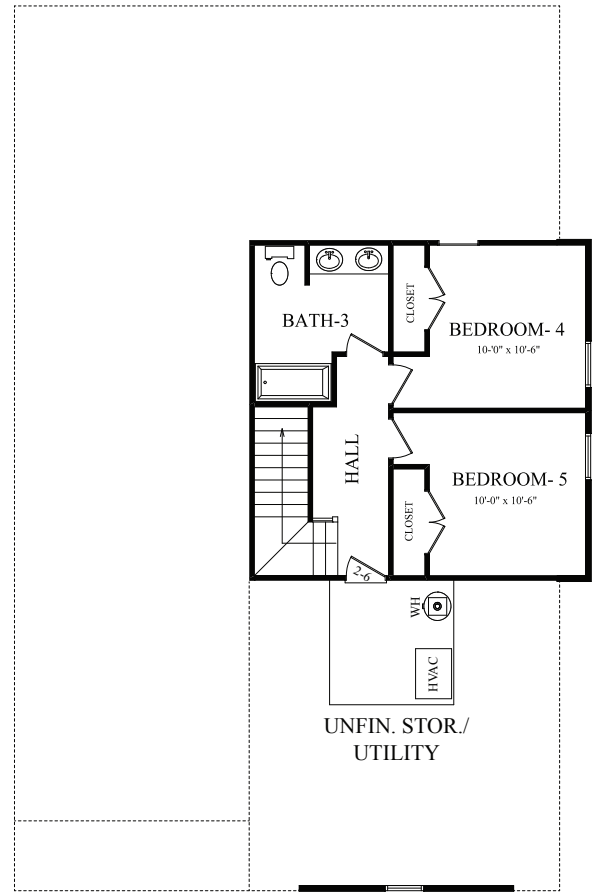 CLOSET
BATH-3
BEDROOM- 4
10-'0" x 10'-6"
HALL
BEDROOM- 5
10'-0" x 10'-6"
CLOSET
2-6
WH
HVAC
UNFIN. STOR./
UTILITY